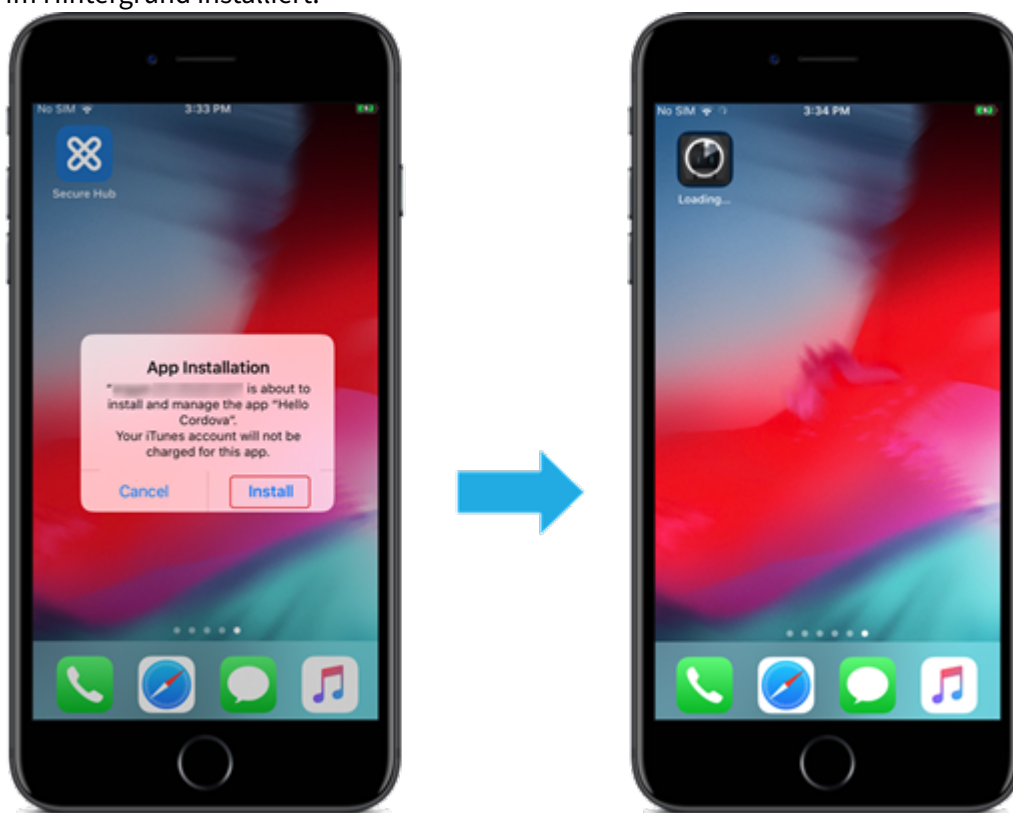 im Hintergrund installiert.
No SIM 3:33 PM
Secure Hub
App Installation
" is about to
install and manage the app "Hello
Cordova".
Your iTunes account will not be
charged for this app.
Cancel Install
No SIM 3:34 PM
Loading...